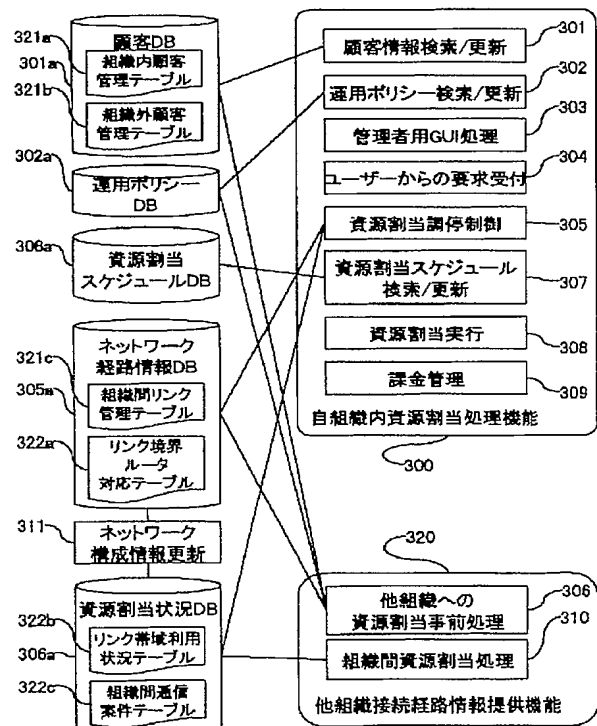 顧客DB
321a
組織内顧客
管理テーブル
301a
321b
組織外顧客
管理テーブル
302a
運用ポリシー
DB
306a
資源割当
スケジュールDB
ネットワーク
経路情報DB
321c
組織間リンク
管理テーブル
305a
322a
リンク境界
ルータ
対応テーブル
311
ネットワーク
構成情報更新
資源割当状況DB
322b
リンク帯域利用
状況テーブル
306a
322c
組織間通信
案件テーブル
顧客情報検索/更新
301
運用ポリシー検索/更新
302
管理者用GUI処理
303
ユーザーからの要求受付
304
資源割当調停制御
305
資源割当スケジュール
検索/更新
307
資源割当実行
308
課金管理
309
自組織内資源割当処理機能
300
320
他組織への
資源割当事前処理
306
組織間資源割当処理
310
他組織接続経路情報提供機能